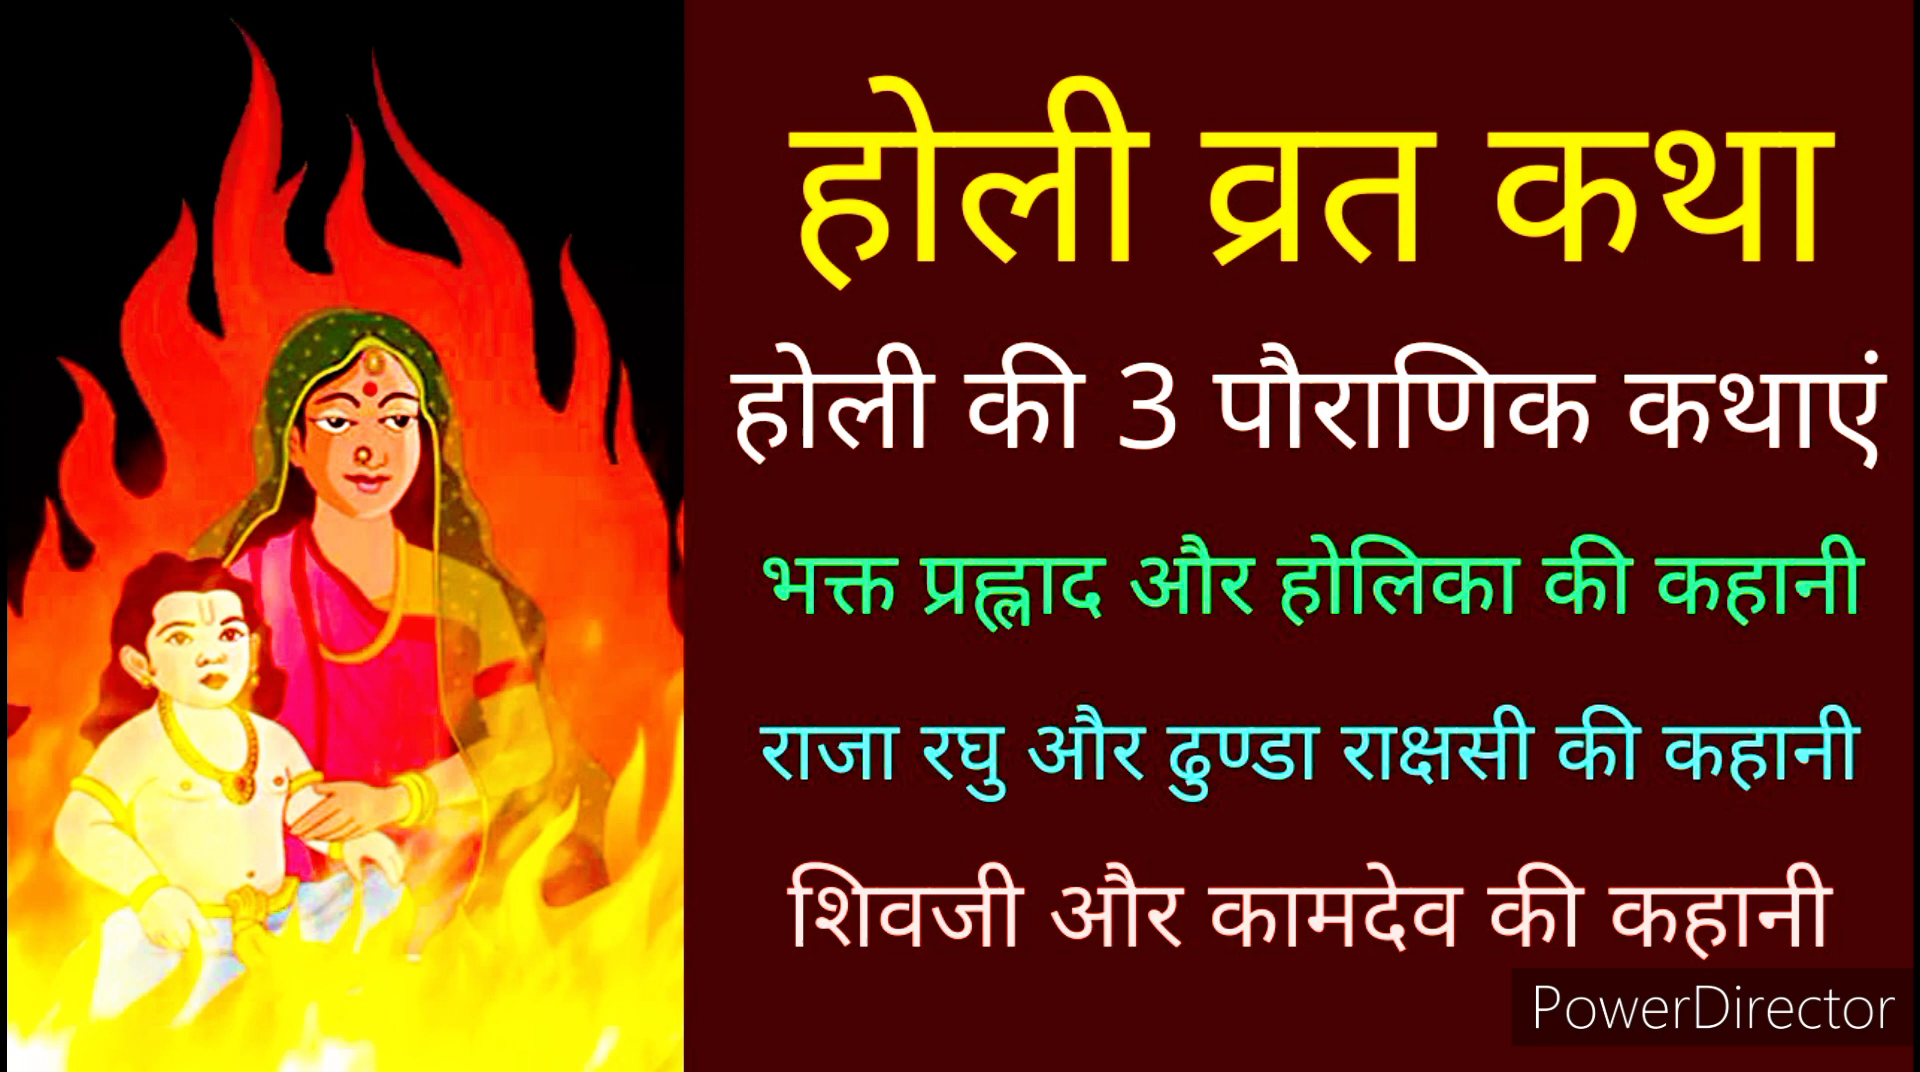 होली व्रत कथा
होली की 3 पौराणिक कथाएं
भक्त प्रह्लाद और होलिका की कहानी
राजा रघु और ढुण्डा राक्षसी की कहानी
शिवजी और कामदेव की कहानी
PowerDirector